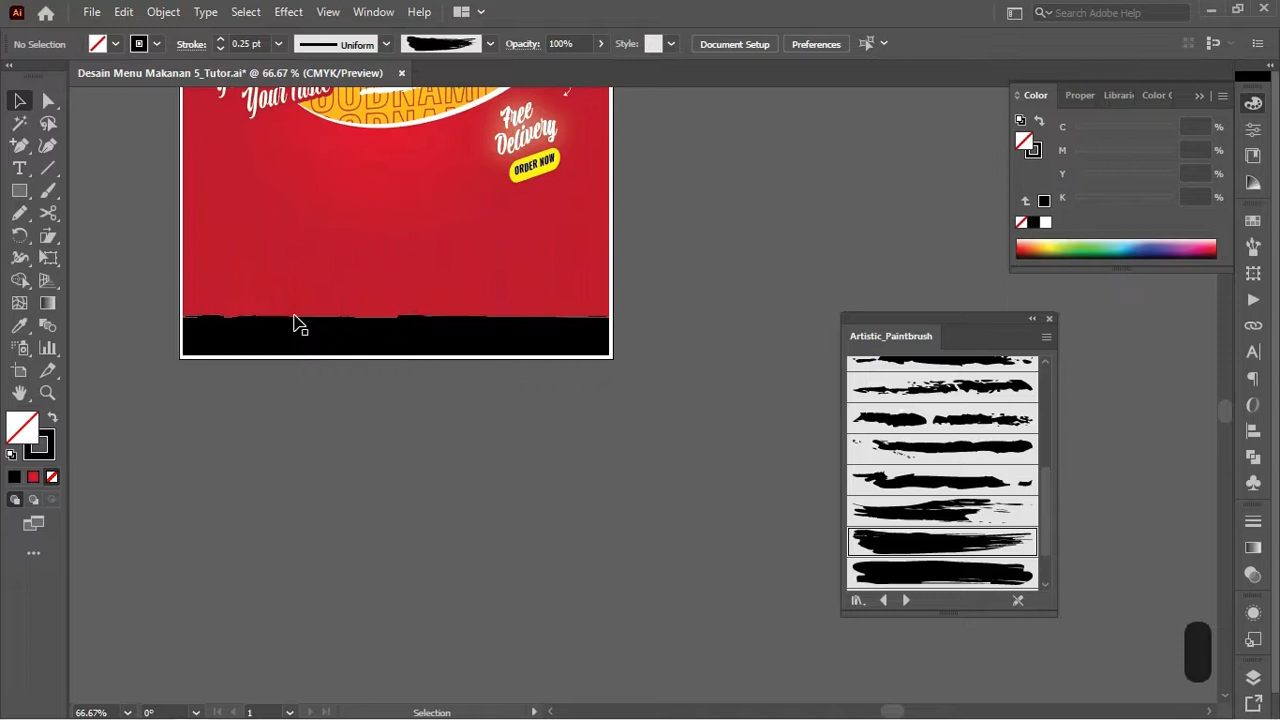 Ai File Edit Object Type Select Effect View Window Help Search Adobe Help
No Selection Stroke: 0.25 pt Uniform Opacity: 100% Style: Document Setup Preferences
Desain Menu Makanan 5_Tutor.ai* @ 66.67 % (CMYK/Preview) ×
Your Taste
Free
Delivery
ORDER NOW
Color Proper Librari Color G
C %
M %
Y %
K %
Artistic_Paintbrush
66.67% 0° 1 Selection